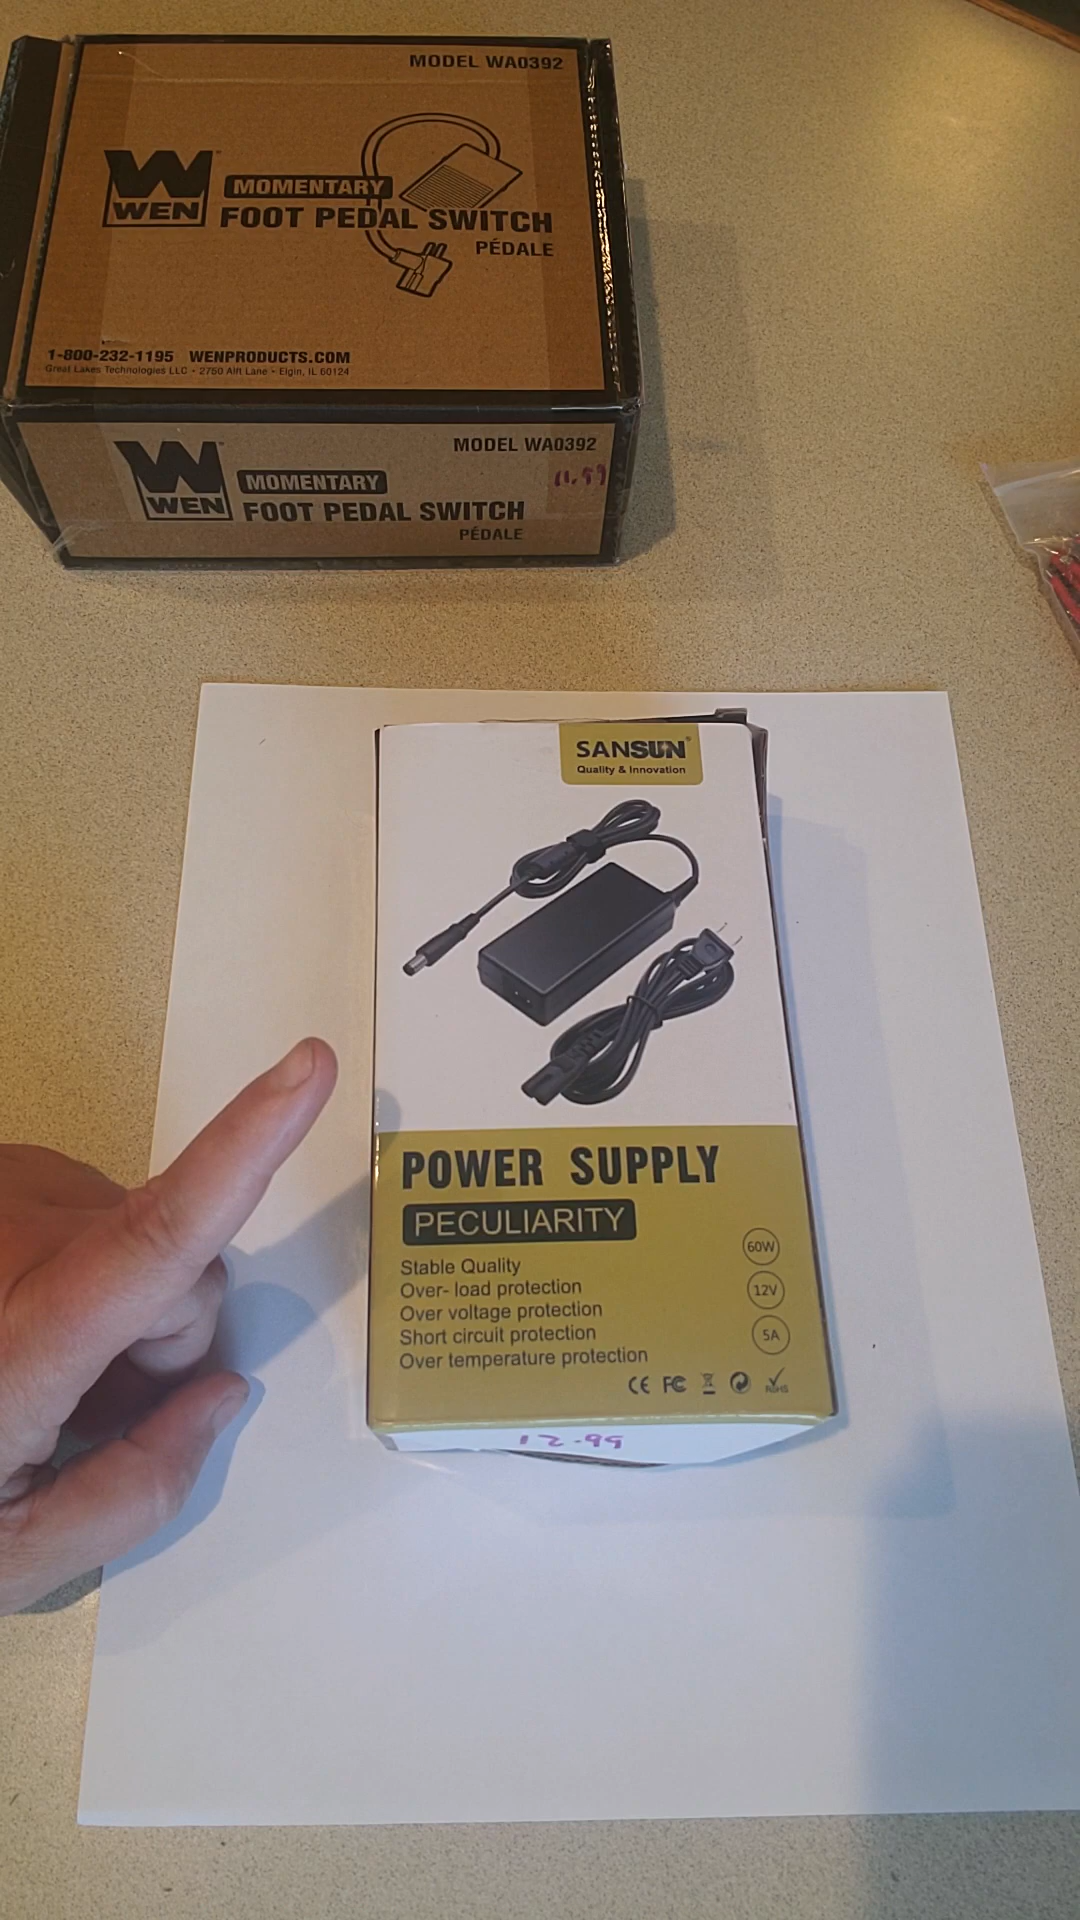 MODEL WA0392
WEN
MOMENTARY
FOOT PEDAL SWITCH
PÉDALE
1-800-232-1195 WENPRODUCTS.COM
Great Lakes Technologies LLC • 2750 Alft Lane • Elgin, IL 60124
MODEL WA0392
11.99
WEN
MOMENTARY
FOOT PEDAL SWITCH
PÉDALE
SANSUN®
Quality & Innovation
POWER SUPPLY
PECULIARITY
Stable Quality
Over- load protection
Over voltage protection
Short circuit protection
Over temperature protection
60W
12V
5A
CE FC RoHS
12.99